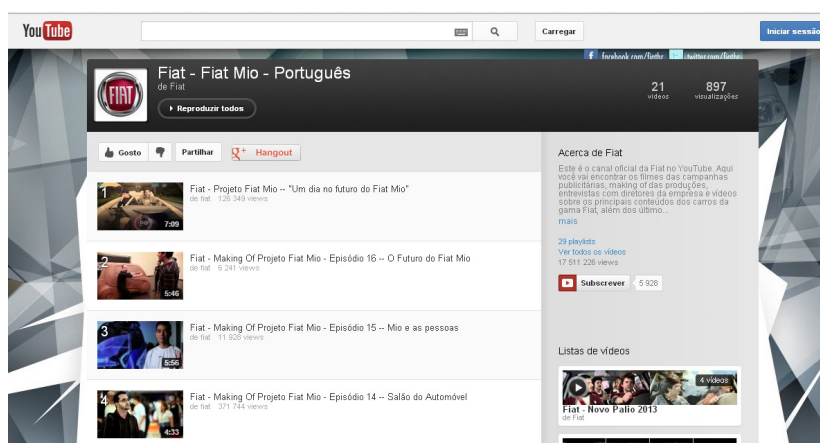 YouTube
Carregar
Iniciar sessão
facebook.com/fiatbr
twitter.com/fiatbr
FIAT
Fiat - Fiat Mio - Português
de Fiat
Reproduzir todos
21
vídeos
897
visualizações
Gosto
Partilhar
g+ Hangout
1
7:09
Fiat - Projeto Fiat Mio -- "Um dia no futuro do Fiat Mio"
de fiat 126 349 views
2
5:46
Fiat - Making Of Projeto Fiat Mio - Episódio 16 -- O Futuro do Fiat Mio
de fiat 6 241 views
3
5:56
Fiat - Making Of Projeto Fiat Mio - Episódio 15 -- Mio e as pessoas
de fiat 11 926 views
4
4:33
Fiat - Making Of Projeto Fiat Mio - Episódio 14 -- Salão do Automóvel
de fiat 371 744 views
Acerca de Fiat
Este é o canal oficial da Fiat no YouTube. Aqui
você vai encontrar os filmes das campanhas
publicitárias, making of das produções,
entrevistas com diretores da empresa e vídeos
sobre os principais conteúdos dos carros da
gama Fiat, além dos último...
mais
29 playlists
Ver todos os vídeos
17 511 226 views
Subscrever
5 926
Listas de vídeos
4 vídeos
Fiat - Novo Palio 2013
de Fiat